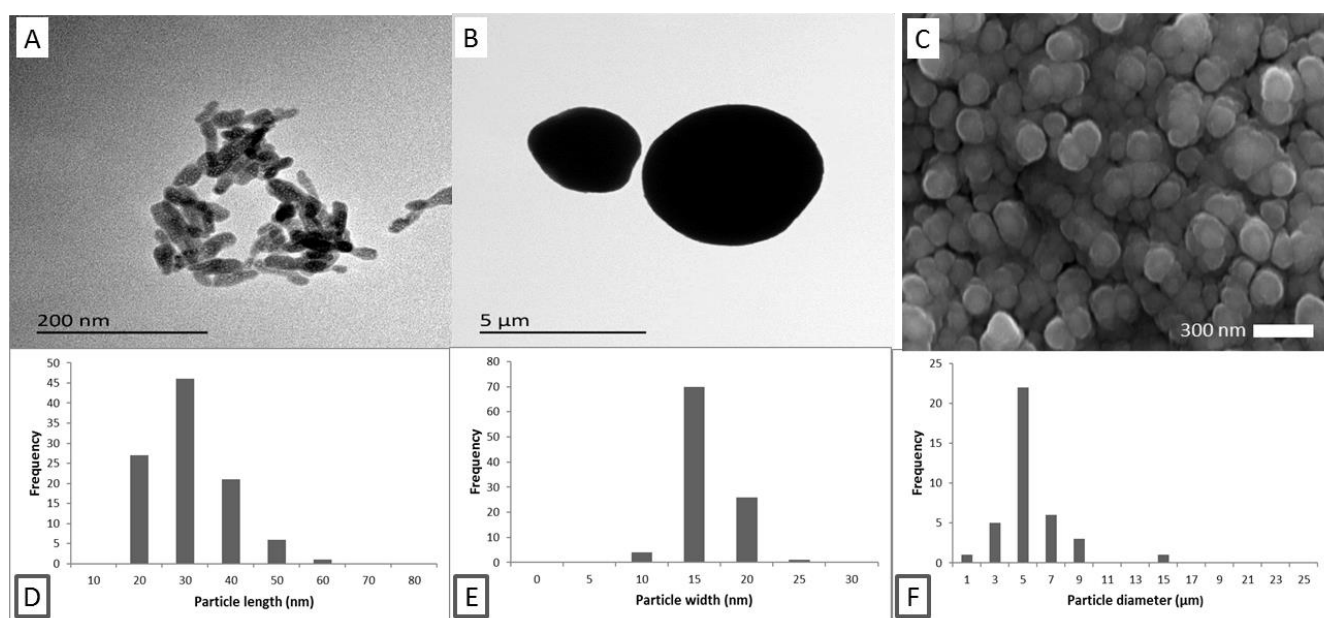 A
200 nm
B
5 µm
C
300 nm
50
45
40
35
30
25
20
15
10
5
0
Frequency
10 20 30 40 50 60 70 80
Particle length (nm)
D
80
70
60
50
40
30
20
10
0
Frequency
0 5 10 15 20 25 30
Particle width (nm)
E
25
20
15
10
5
0
Frequency
1 3 5 7 9 11 13 15 17 9 21 23 25
Particle diameter (µm)
F